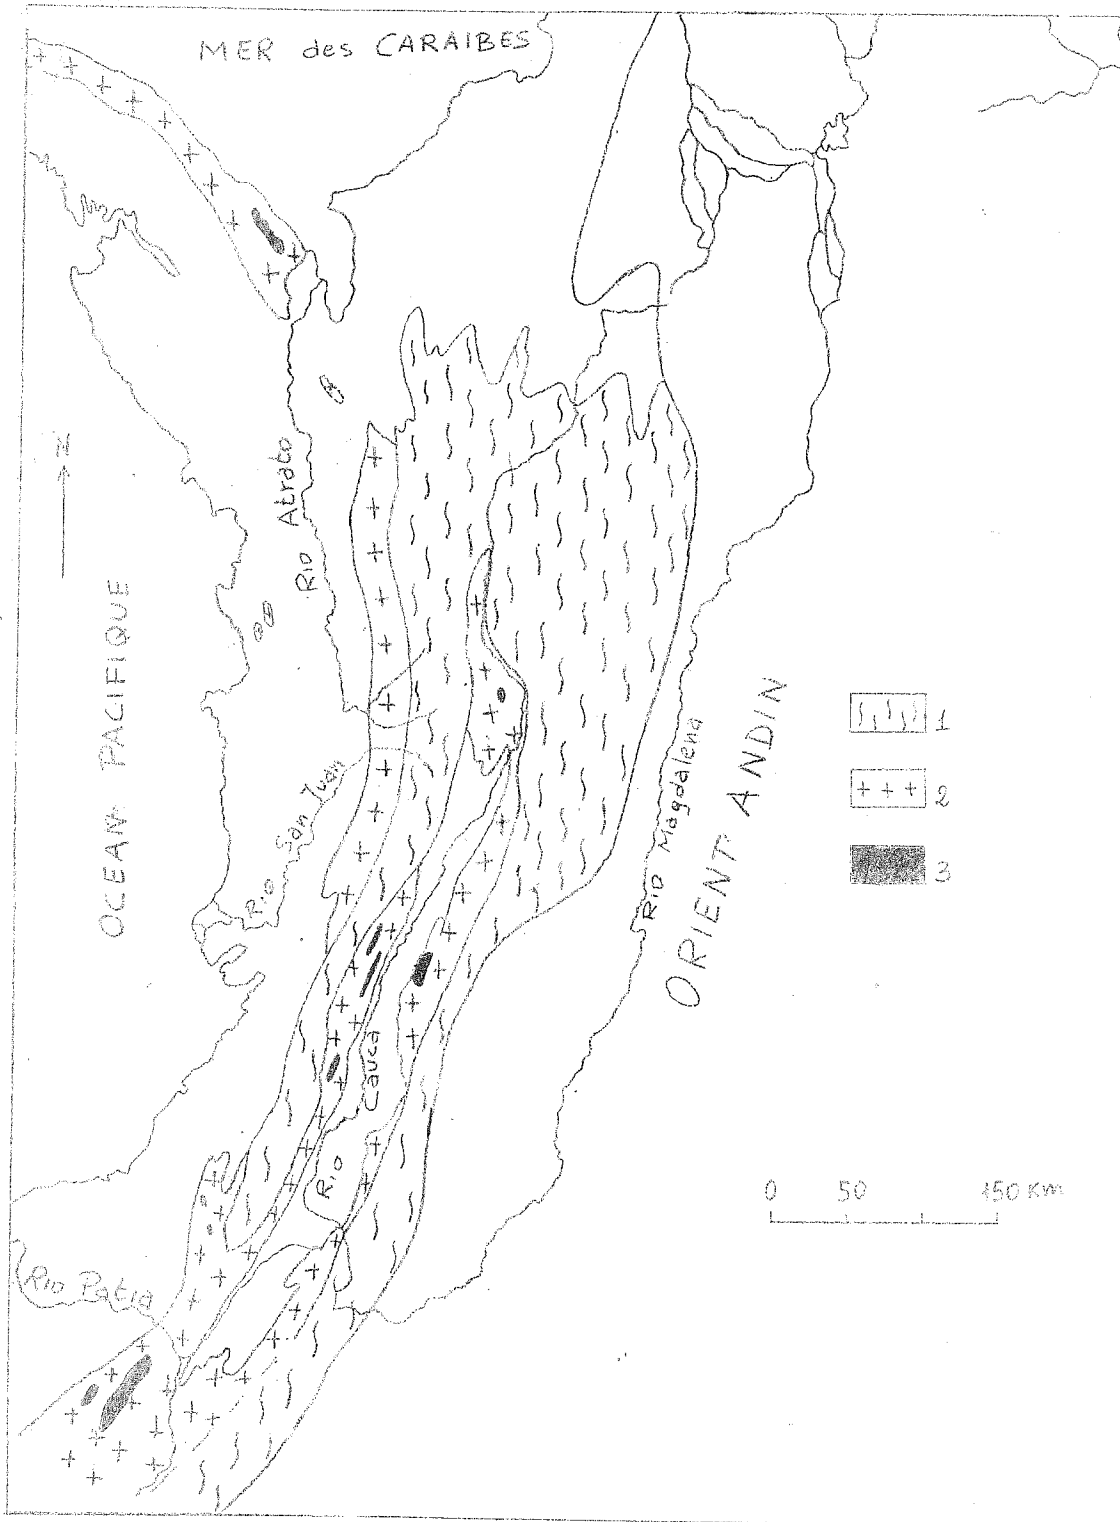 MER des CARAIBES
N
RIO Atrato
OCEAN PACIFIQUE
RIO San Juan
RIO Magdalena
ORIENT ANDIN
1
+ + + 2
3
RIO Cauca
0 50 150 Km
RIO Patia